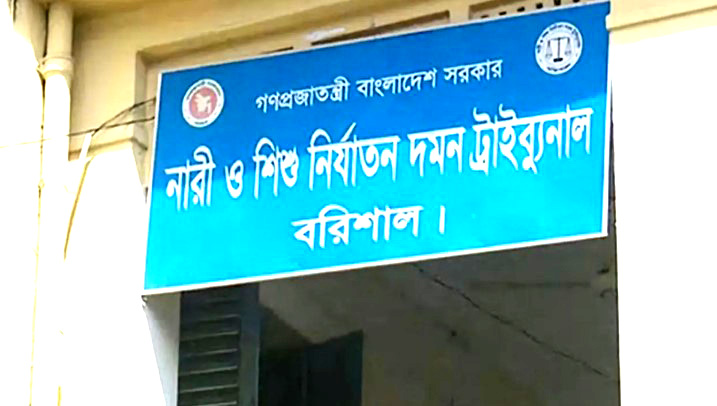 গণপ্রজাতন্ত্রী বাংলাদেশ সরকার
নারী ও শিশু নির্যাতন দমন ট্রাইব্যুনাল
বরিশাল।